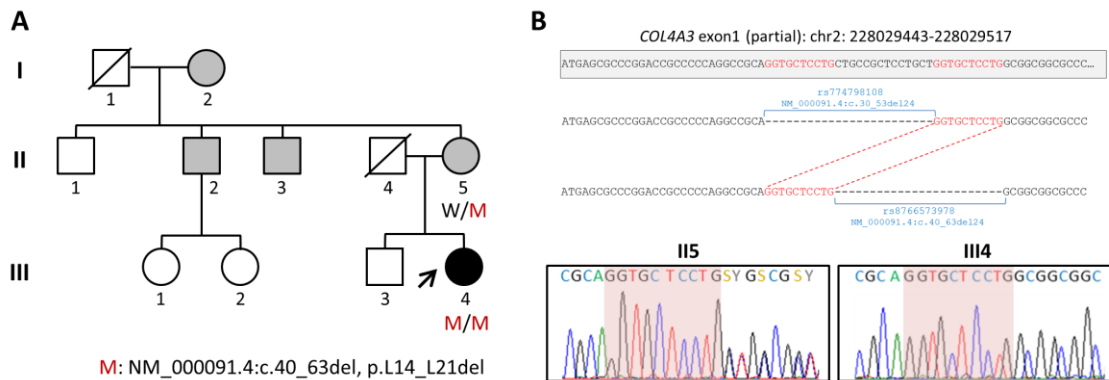 A
I
1
2
II
1
2
3
4
5
W/M
III
1
2
3
4
M/M
M: NM_000091.4:c.40_63del, p.L14_L21del
B
COL4A3 exon1 (partial): chr2: 228029443-228029517
ATGAGCGCCCGGACCGCCCCCAGGCCGCAGGTGCTCCTGCTGCCGCTCCTGCTGGTGCTCCTGGCGGCGGCGCCC…
rs774798108
NM_000091.4:c.30_53del24
ATGAGCGCCCGGACCGCCCCCAGGCCGCA------------------------GGTGCTCCTGGCGGCGGCGCCC
ATGAGCGCCCGGACCGCCCCCAGGCCGCAGGTGCTCCTG------------------------GCGGCGGCGCCC
rs8766573978
NM_000091.4:c.40_63del24
II5
CGCAGGTGCTCCTGSYGSCGSY
III4
CGCAGGTGCTCCTGGCGGCGGC